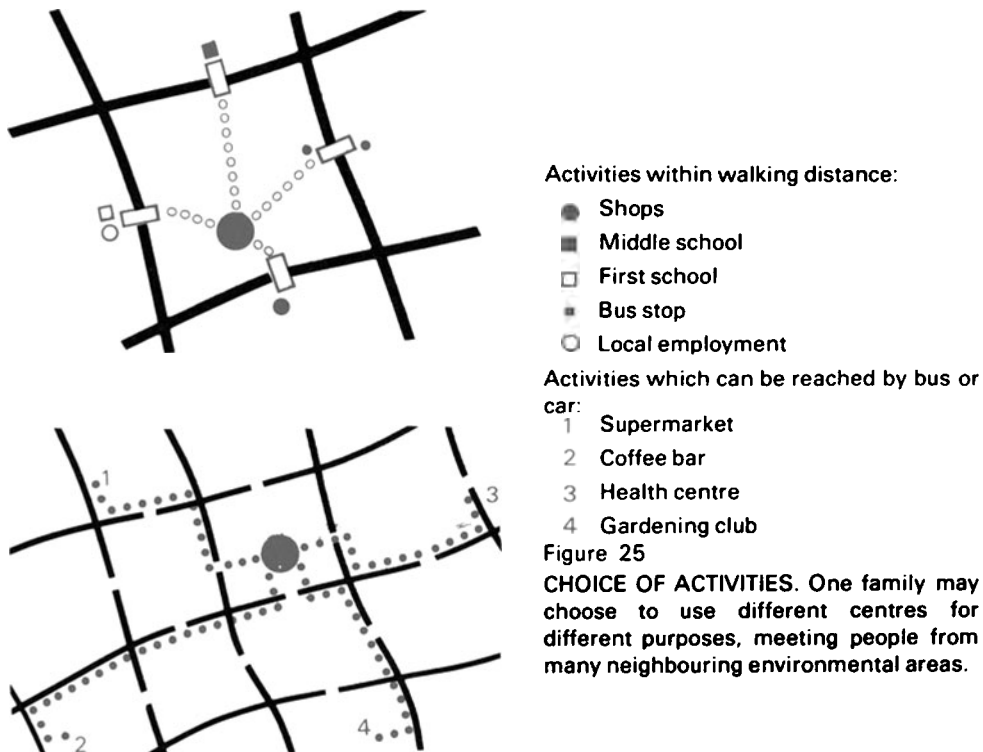 Activities within walking distance:
Shops
Middle school
First school
Bus stop
Local employment
Activities which can be reached by bus or
car:
1 Supermarket
2 Coffee bar
3 Health centre
4 Gardening club
Figure 25
CHOICE OF ACTIVITIES. One family may
choose to use different centres for
different purposes, meeting people from
many neighbouring environmental areas.
1
3
2
4